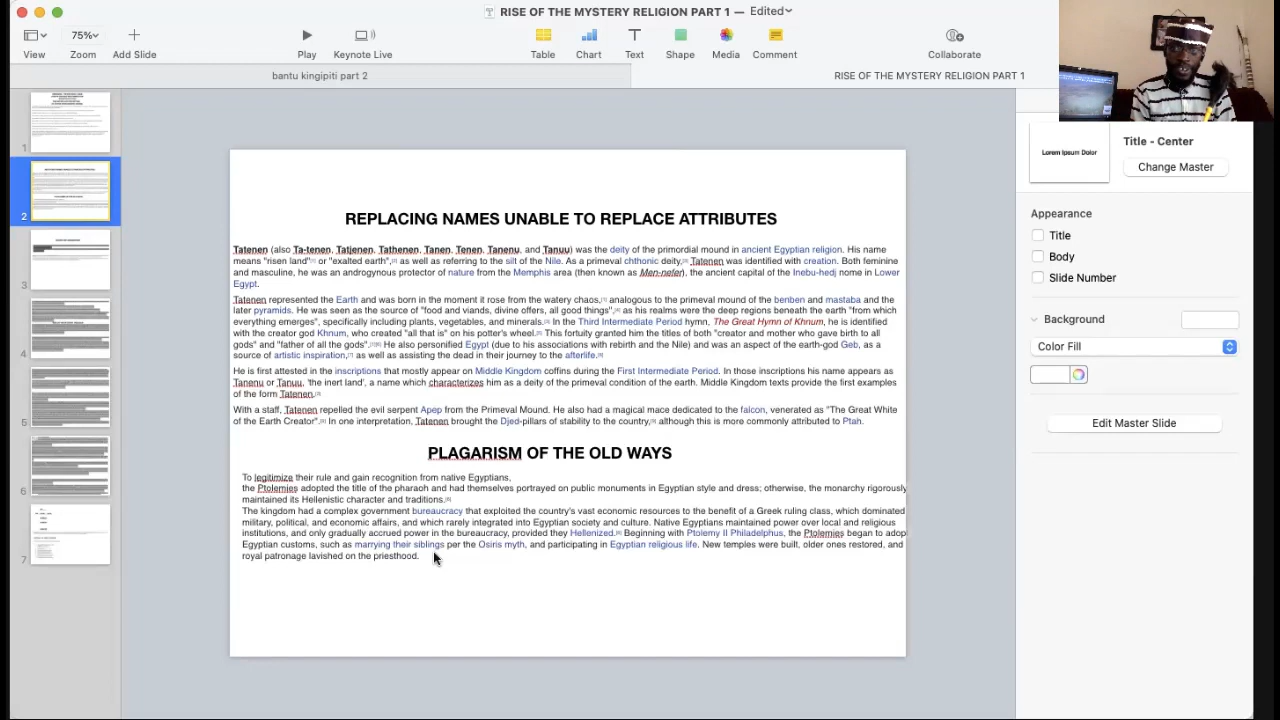 RISE OF THE MYSTERY RELIGION PART 1 — Edited
View
75%
Zoom
Add Slide
Play
Keynote Live
Table
Chart
Text
Shape
Media
Comment
Collaborate
bantu kingipiti part 2
RISE OF THE MYSTERY RELIGION PART 1
1
2
3
4
5
6
7
REPLACING NAMES UNABLE TO REPLACE ATTRIBUTES
Tatenen (also Ta-tenen, Tatjenen, Tathenen, Tanen, Tenen, Tanenu, and Tanuu) was the deity of the primordial mound in ancient Egyptian religion. His name
means "risen land" or "exalted earth", as well as referring to the silt of the Nile. As a primeval chthonic deity, Tatenen was identified with creation. Both feminine
and masculine, he was an androgynous protector of nature from the Memphis area (then known as Men-nefer), the ancient capital of the Inebu-hedj nome in Lower
Egypt.
Tatenen represented the Earth and was born in the moment it rose from the watery chaos, analogous to the primeval mound of the benben and mastaba and the
later pyramids. He was seen as the source of "food and viands, divine offers, all good things", as his realms were the deep regions beneath the earth "from which
everything emerges", specifically including plants, vegetables, and minerals. In the Third Intermediate Period hymn, The Great Hymn of Khnum, he is identified
with the creator god Khnum, who created "all that is" on his potter's wheel. This fortuity granted him the titles of both "creator and mother who gave birth to all
gods" and "father of all the gods". He also personified Egypt (due to his associations with rebirth and the Nile) and was an aspect of the earth-god Geb, as a
source of artistic inspiration, as well as assisting the dead in their journey to the afterlife.
He is first attested in the inscriptions that mostly appear on Middle Kingdom coffins during the First Intermediate Period. In those inscriptions his name appears as
Tanenu or Tanuu, 'the inert land', a name which characterizes him as a deity of the primeval condition of the earth. Middle Kingdom texts provide the first examples
of the form Tatenen.
With a staff, Tatenen repelled the evil serpent Apep from the Primeval Mound. He also had a magical mace dedicated to the falcon, venerated as "The Great White
of the Earth Creator". In one interpretation, Tatenen brought the Djed-pillars of stability to the country, although this is more commonly attributed to Ptah.
PLAGARISM OF THE OLD WAYS
To legitimize their rule and gain recognition from native Egyptians,
the Ptolemies adopted the title of the pharaoh and had themselves portrayed on public monuments in Egyptian style and dress; otherwise, the monarchy rigorously
maintained its Hellenistic character and traditions.
The kingdom had a complex government bureaucracy that exploited the country's vast economic resources to the benefit of a Greek ruling class, which dominated
military, political, and economic affairs, and which rarely integrated into Egyptian society and culture. Native Egyptians maintained power over local and religious
institutions, and only gradually accrued power in the bureaucracy, provided they Hellenized. Beginning with Ptolemy II Philadelphus, the Ptolemies began to adop
Egyptian customs, such as marrying their siblings per the Osiris myth, and participating in Egyptian religious life. New temples were built, older ones restored, and
royal patronage lavished on the priesthood.
Lorem Ipsum Dolor
Title - Center
Change Master
Appearance
Title
Body
Slide Number
Background
Color Fill
Edit Master Slide